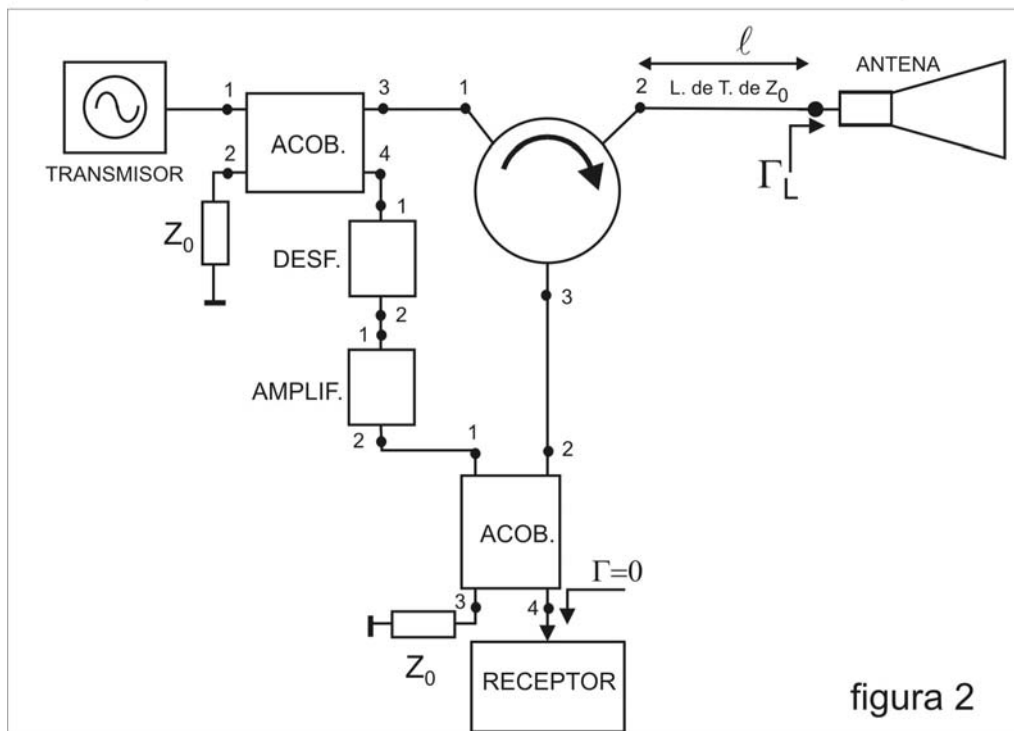 ℓ
ANTENA
1
3
1
2
L. de T. de Z₀
ACOB.
2
4
TRANSMISOR
Γ_L
Z₀
1
DESF.
3
2
1
AMPLIF.
2
1
2
ACOB.
Γ=0
3
4
Z₀
RECEPTOR
figura 2